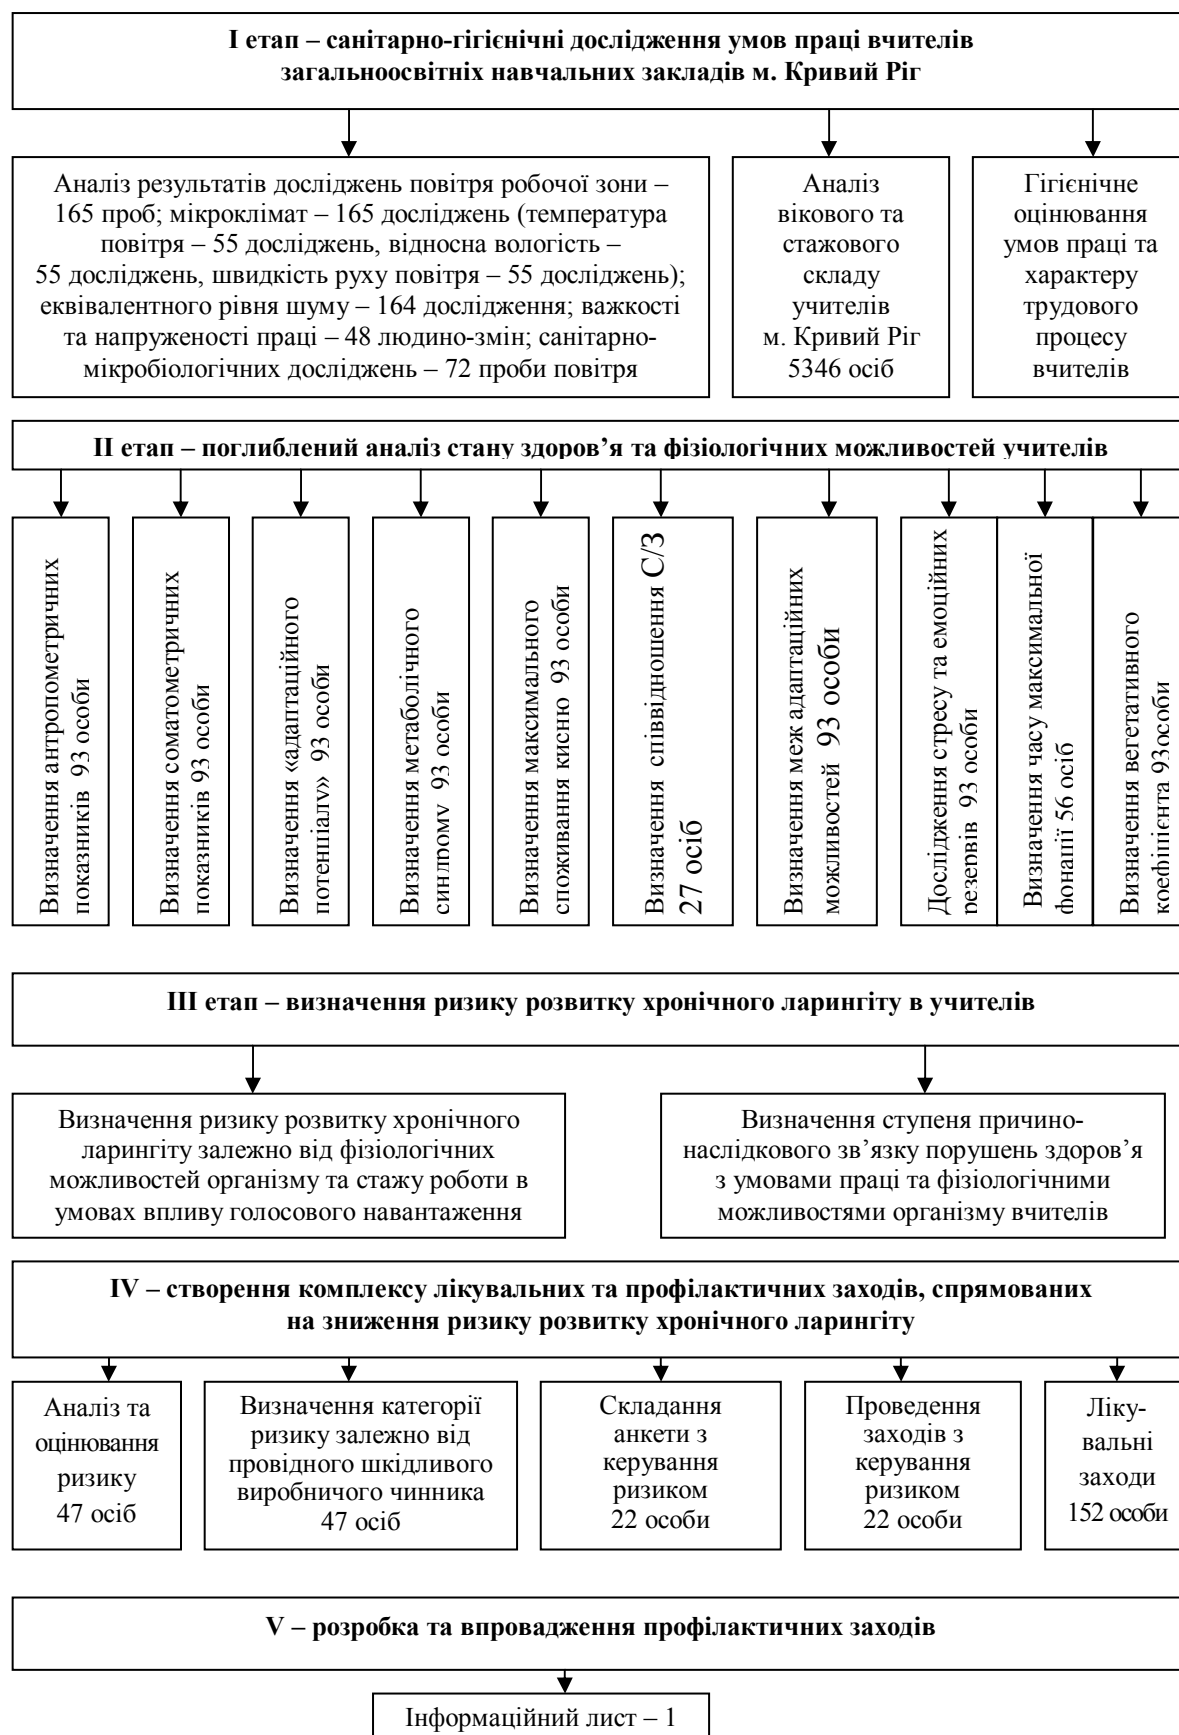 І етап – санітарно-гігієнічні дослідження умов праці вчителів
загальноосвітніх навчальних закладів м. Кривий Ріг
Аналіз результатів досліджень повітря робочої зони –
165 проб; мікроклімат – 165 досліджень (температура
повітря – 55 досліджень, відносна вологість –
55 досліджень, швидкість руху повітря – 55 досліджень);
еквівалентного рівня шуму – 164 дослідження; важкості
та напруженості праці – 48 людино-змін; санітарно-
мікробіологічних досліджень – 72 проби повітря
Аналіз
вікового та
стажового
складу
учителів
м. Кривий Ріг
5346 осіб
Гігієнічне
оцінювання
умов праці та
характеру
трудового
процесу
вчителів
ІІ етап – поглиблений аналіз стану здоров’я та фізіологічних можливостей учителів
Визначення антропометричних
показників 93 особи
Визначення соматометричних
показників 93 особи
Визначення «адаптаційного
потенціалу» 93 особи
Визначення метаболічного
синдрому 93 особи
Визначення максимального
споживання кисню 93 особи
Визначення співвідношення С/З
27 осіб
Визначення меж адаптаційних
можливостей 93 особи
Дослідження стресу та емоційних
резервів 93 особи
Визначення часу максимальної
фонації 56 осіб
Визначення вегетативного
коефіцієнта 93особи
ІІІ етап – визначення ризику розвитку хронічного ларингіту в учителів
Визначення ризику розвитку хронічного
ларингіту залежно від фізіологічних
можливостей організму та стажу роботи в
умовах впливу голосового навантаження
Визначення ступеня причино-
наслідкового зв’язку порушень здоров’я
з умовами праці та фізіологічними
можливостями організму вчителів
IV – створення комплексу лікувальних та профілактичних заходів, спрямованих
на зниження ризику розвитку хронічного ларингіту
Аналіз та
оцінювання
ризику
47 осіб
Визначення категорії
ризику залежно від
провідного шкідливого
виробничого чинника
47 осіб
Складання
анкети з
керування
ризиком
22 особи
Проведення
заходів з
керування
ризиком
22 особи
Ліку-
вальні
заходи
152 особи
V – розробка та впровадження профілактичних заходів
Інформаційний лист – 1